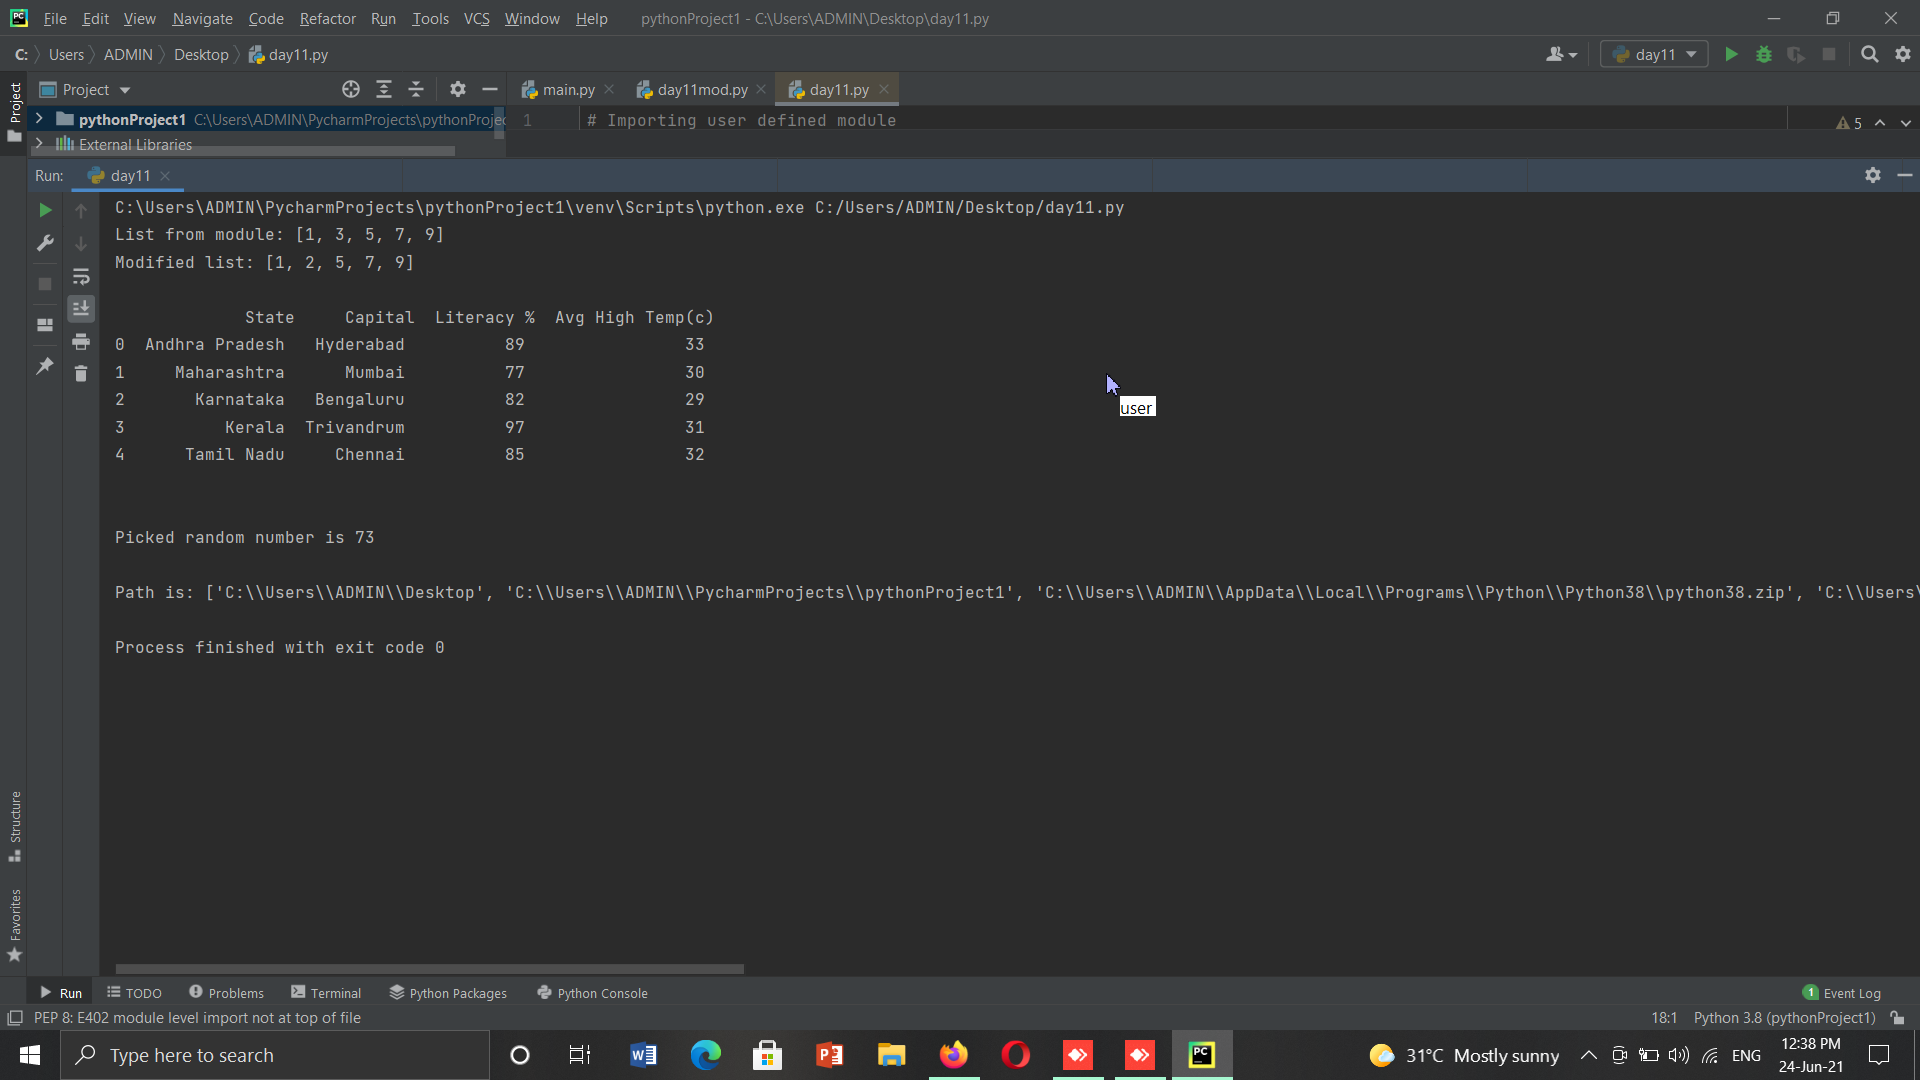 File Edit View Navigate Code Refactor Run Tools VCS Window Help pythonProject1 - C:\Users\ADMIN\Desktop\day11.py
C: Users ADMIN Desktop day11.py day11
Project main.py day11mod.py day11.py
Project
pythonProject1 C:\Users\ADMIN\PycharmProjects\pythonProjec 1 # Importing user defined module 5
External Libraries
Run: day11
C:\Users\ADMIN\PycharmProjects\pythonProject1\venv\Scripts\python.exe C:/Users/ADMIN/Desktop/day11.py
List from module: [1, 3, 5, 7, 9]
Modified list: [1, 2, 5, 7, 9]
State Capital Literacy % Avg High Temp(c)
0 Andhra Pradesh Hyderabad 89 33
1 Maharashtra Mumbai 77 30
2 Karnataka Bengaluru 82 29
user
3 Kerala Trivandrum 97 31
4 Tamil Nadu Chennai 85 32
Picked random number is 73
Path is: ['C:\\Users\\ADMIN\\Desktop', 'C:\\Users\\ADMIN\\PycharmProjects\\pythonProject1', 'C:\\Users\\ADMIN\\AppData\\Local\\Programs\\Python\\Python38\\python38.zip', 'C:\\Users\
Process finished with exit code 0
Structure
Favorites
Run TODO Problems Terminal Python Packages Python Console 1 Event Log
PEP 8: E402 module level import not at top of file 18:1 Python 3.8 (pythonProject1)
Type here to search 31°C Mostly sunny ENG 12:38 PM
24-Jun-21